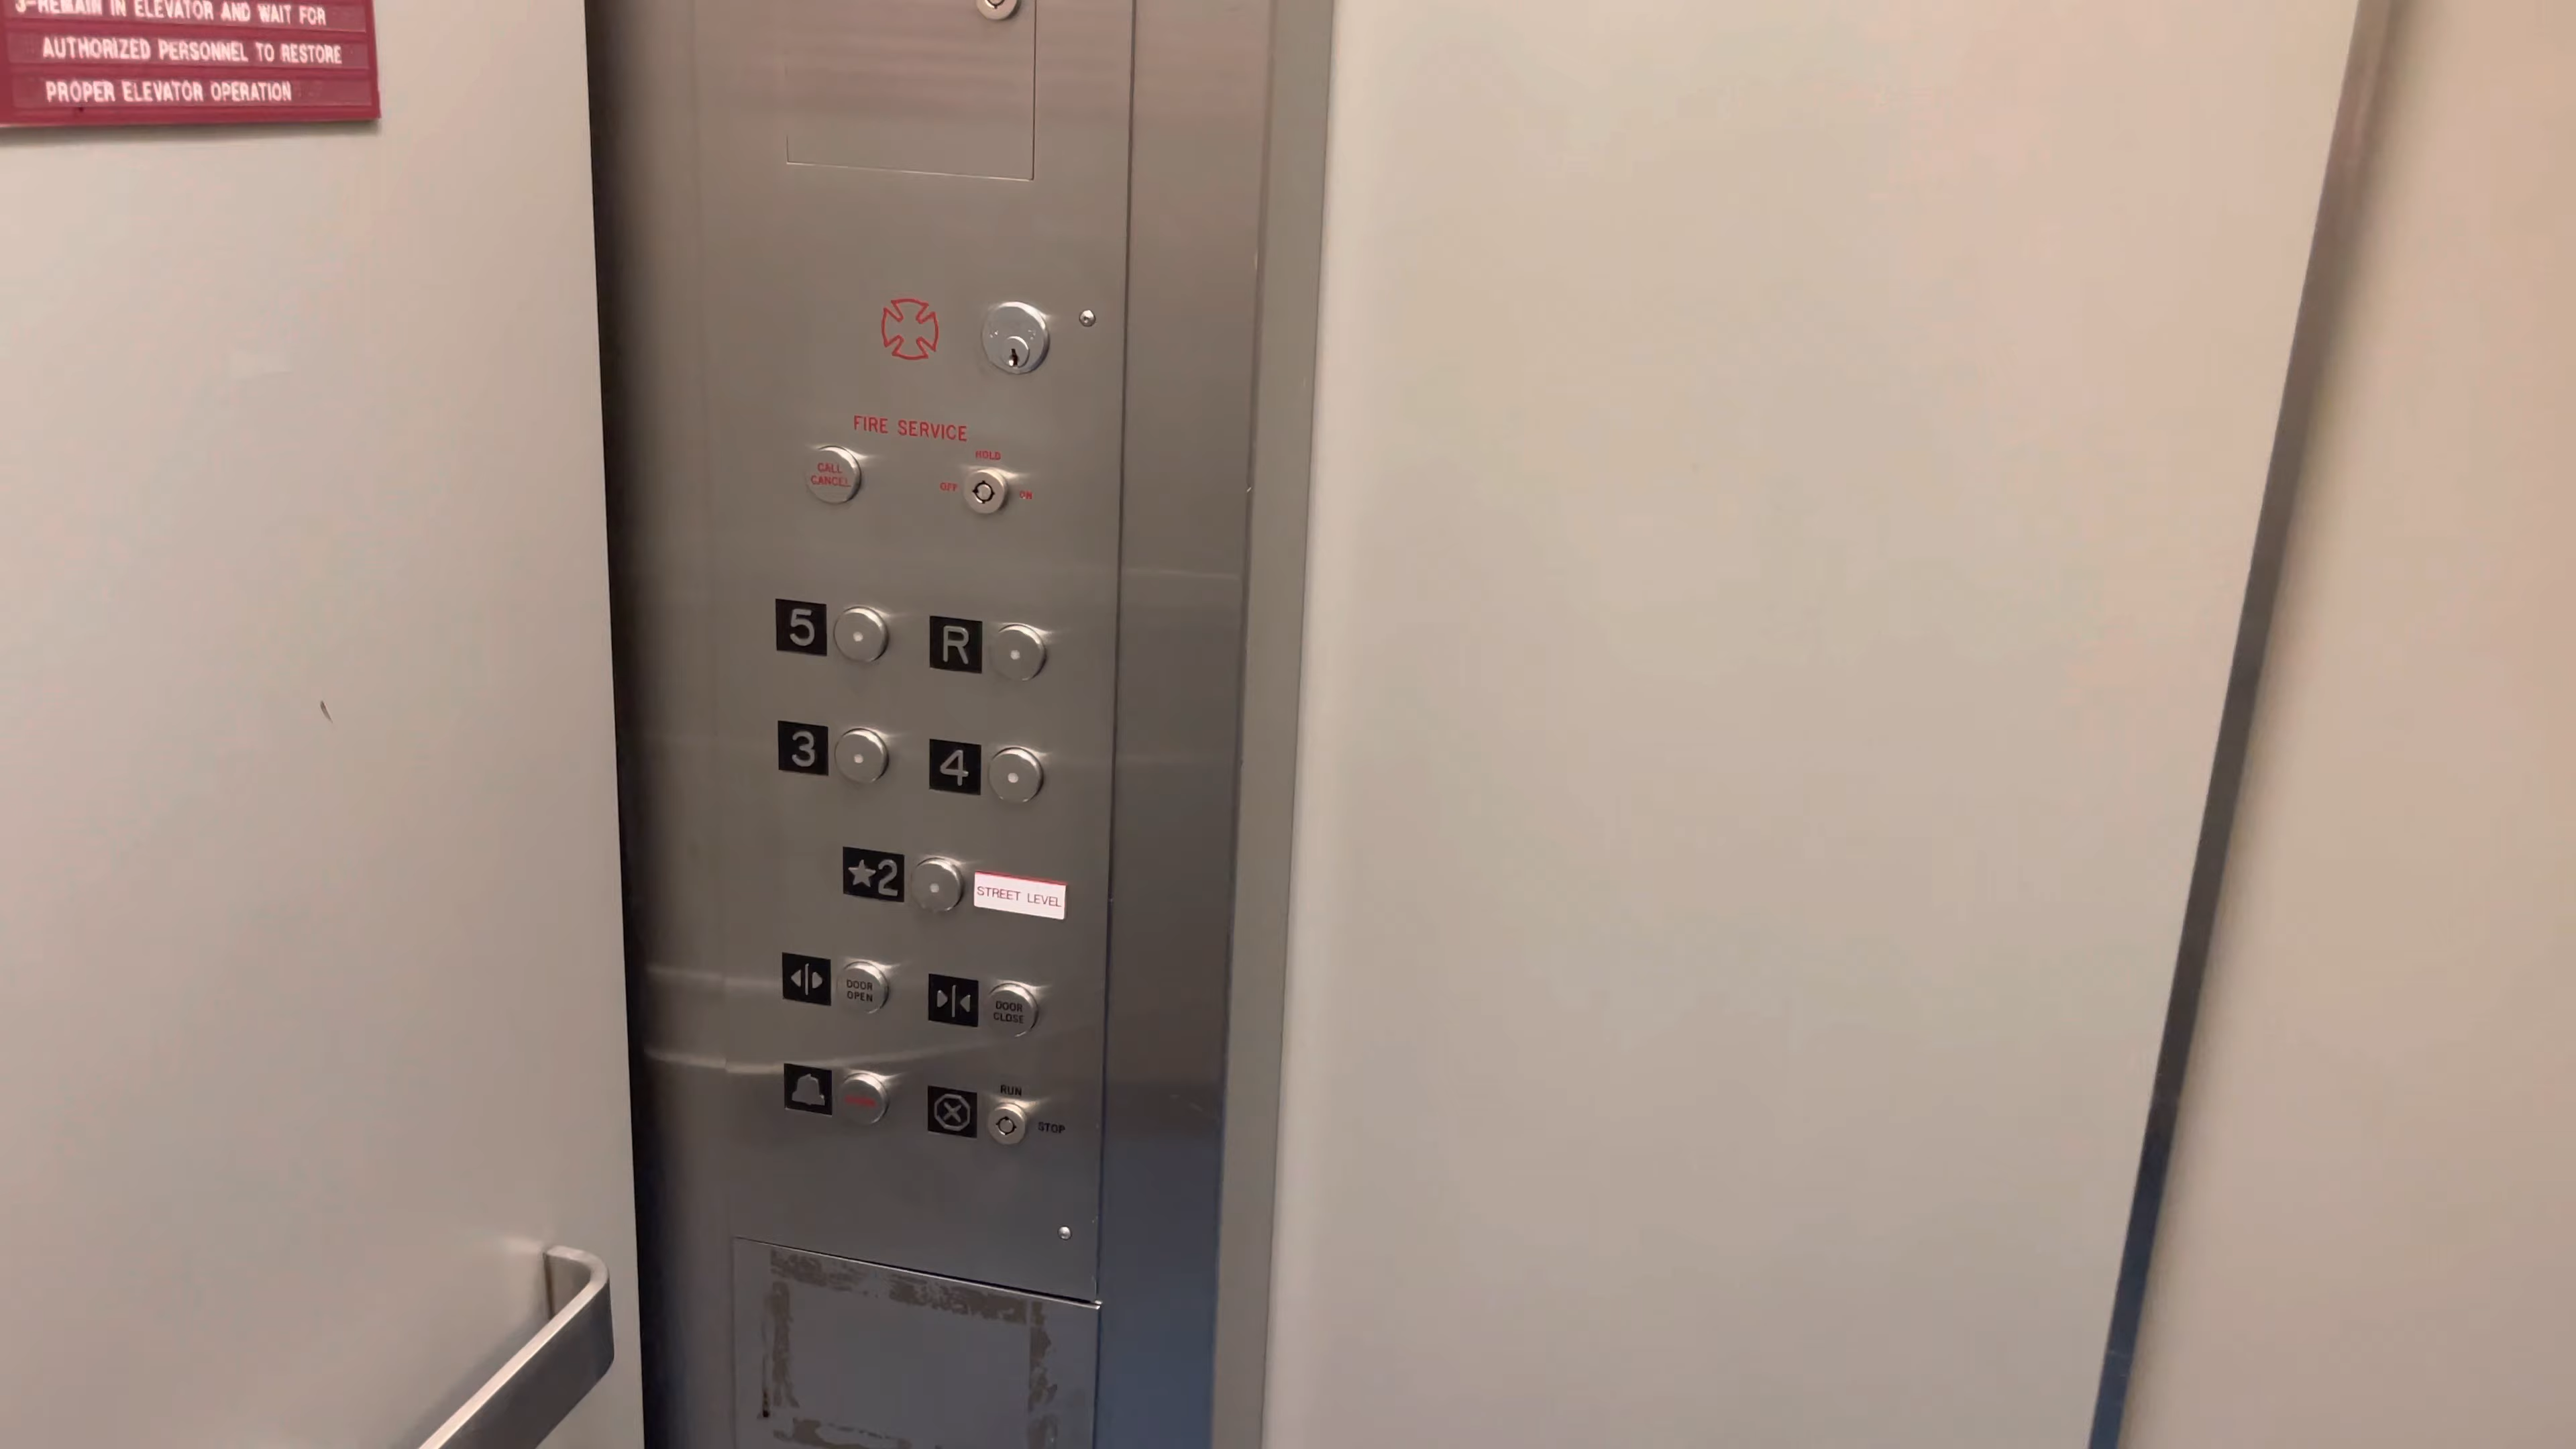 3-REMAIN IN ELEVATOR AND WAIT FOR
AUTHORIZED PERSONNEL TO RESTORE
PROPER ELEVATOR OPERATION
FIRE SERVICE
CALL
CANCEL
HOLD
OFF
ON
5
R
3
4
★2
STREET LEVEL
DOOR
OPEN
DOOR
CLOSE
RUN
STOP